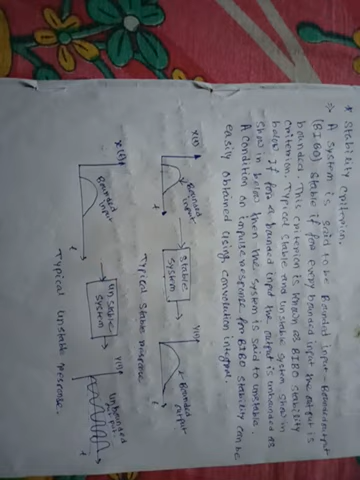 * Stability Criterion.
⇒ A system is said to be Bounded input-Bounded output
(BIBO) stable if for every bounded input the output is
bounded. This criterion is known as BIBO stability
criterion. Typical stable and unstable system show in
below. If for a bounded input the output is unbounded as
show in below then the system is said to unstable.
A condition on impulse response for BIBO stability can be
easily obtained using convolution integral.
X(t)
Bounded input
t
Stable system
Y(t)
Bounded output
t
Typical stable response
X(t)
Bounded input
t
Unstable system
Y(t)
Unbounded output
t
Typical unstable response.